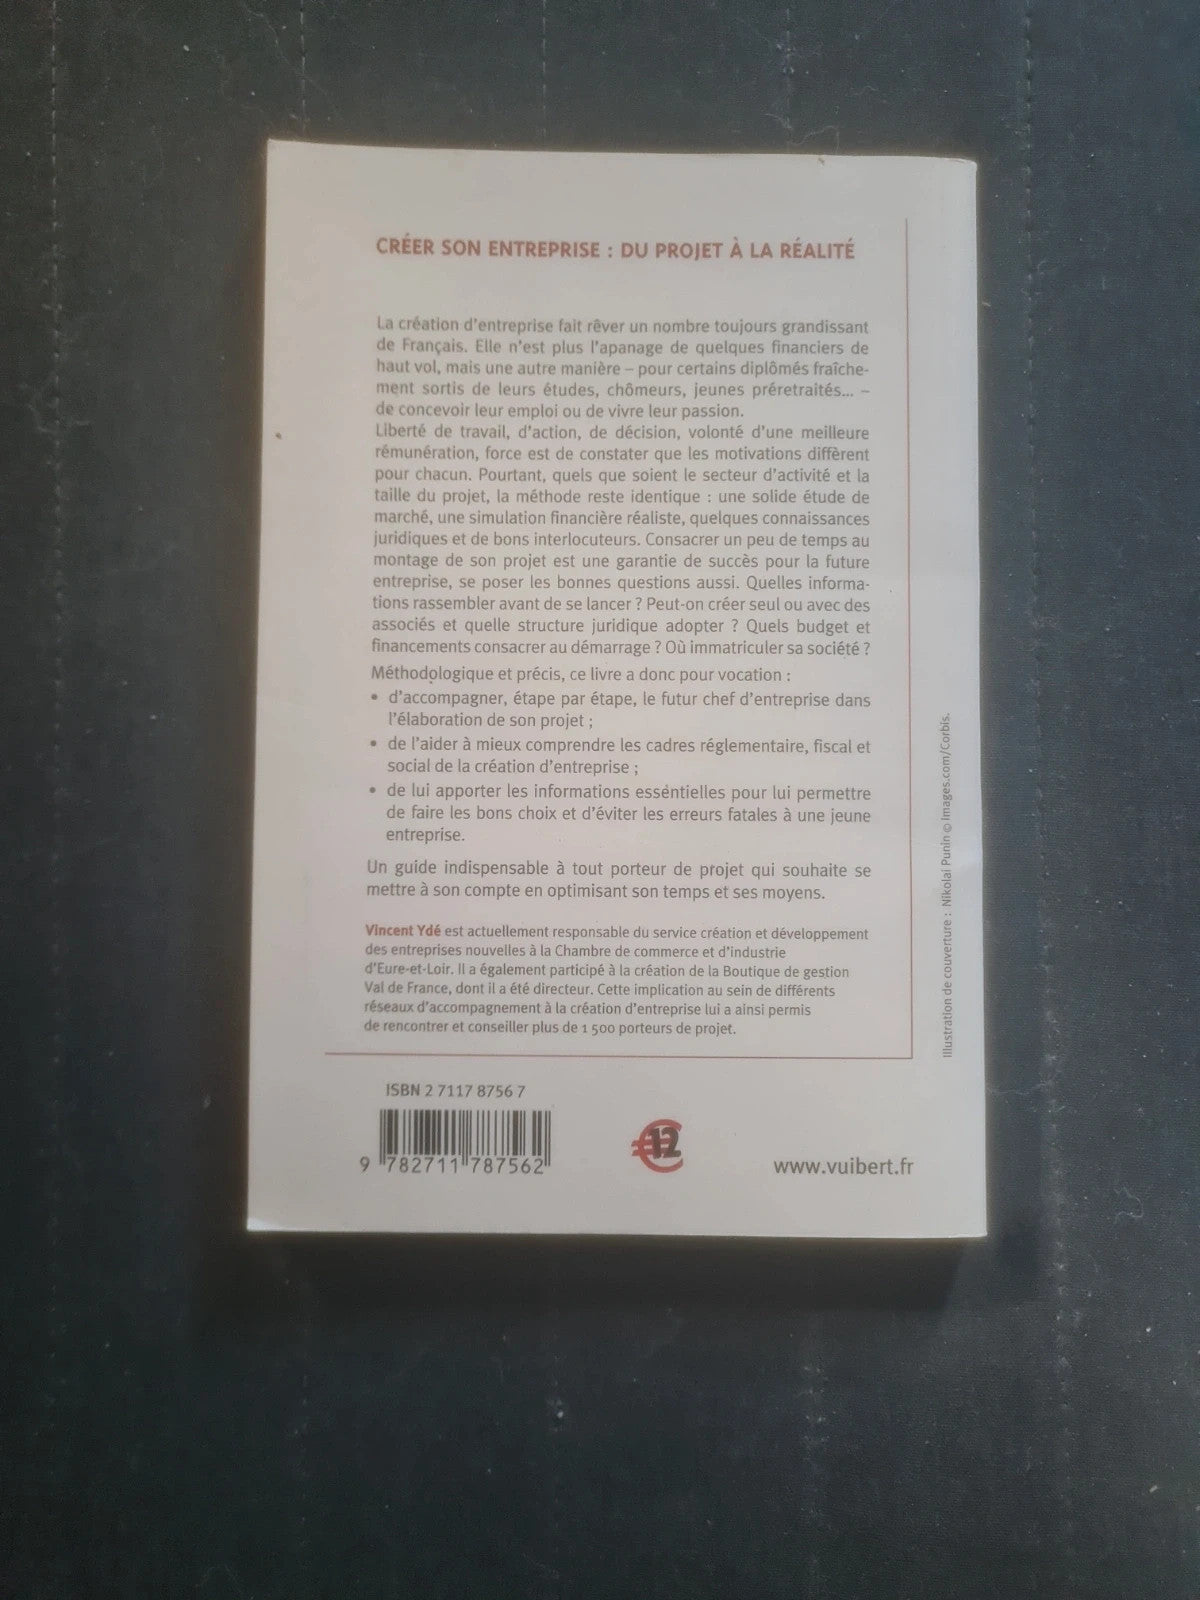 CRÉER SON ENTREPRISE : DU PROJET À LA RÉALITÉ
La création d'entreprise fait rêver un nombre toujours grandissant
de Français. Elle n'est plus l'apanage de quelques financiers de
haut vol, mais une autre manière – pour certains diplômés fraîche-
ment sortis de leurs études, chômeurs, jeunes préretraités... –
de concevoir leur emploi ou de vivre leur passion.
Liberté de travail, d'action, de décision, volonté d'une meilleure
rémunération, force est de constater que les motivations diffèrent
pour chacun. Pourtant, quels que soient le secteur d'activité et la
taille du projet, la méthode reste identique : une solide étude de
marché, une simulation financière réaliste, quelques connaissances
juridiques et de bons interlocuteurs. Consacrer un peu de temps au
montage de son projet est une garantie de succès pour la future
entreprise, se poser les bonnes questions aussi. Quelles informa-
tions rassembler avant de se lancer ? Peut-on créer seul ou avec des
associés et quelle structure juridique adopter ? Quels budget et
financements consacrer au démarrage ? Où immatriculer sa société ?
Méthodologique et précis, ce livre a donc pour vocation :
• d'accompagner, étape par étape, le futur chef d'entreprise dans
l'élaboration de son projet ;
• de l'aider à mieux comprendre les cadres réglementaire, fiscal et
social de la création d'entreprise ;
• de lui apporter les informations essentielles pour lui permettre
de faire les bons choix et d'éviter les erreurs fatales à une jeune
entreprise.
Un guide indispensable à tout porteur de projet qui souhaite se
mettre à son compte en optimisant son temps et ses moyens.
Vincent Ydé est actuellement responsable du service création et développement
des entreprises nouvelles à la Chambre de commerce et d'industrie
d'Eure-et-Loir. Il a également participé à la création de la Boutique de gestion
Val de France, dont il a été directeur. Cette implication au sein de différents
réseaux d'accompagnement à la création d'entreprise lui a ainsi permis
de rencontrer et conseiller plus de 1 500 porteurs de projet.
Illustration de couverture : Nikolai Punin © Images.com/Corbis.
ISBN 2 7117 8756 7
9 782711 787562
€12
www.vuibert.fr